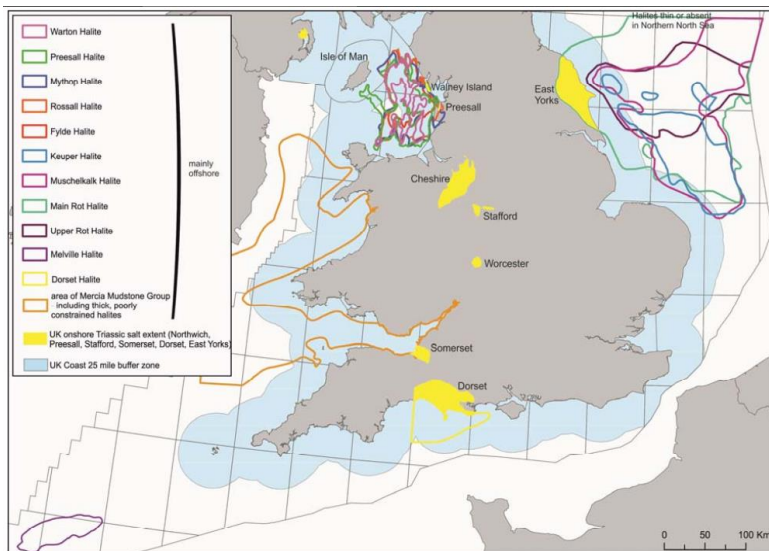 Warton Halite
Preesall Halite
Mythop Halite
Rossall Halite
Fylde Halite
Keuper Halite
Muschelkalk Halite
Main Rot Halite
Upper Rot Halite
Melville Halite
Dorset Halite
mainly
offshore
area of Mercia Mudstone Group
including thick, poorly
constrained halites
UK onshore Triassic salt extent (Northwich,
Preesall, Stafford, Somerset, Dorset, East Yorks)
UK Coast 25 mile buffer zone
Halites thin or absent
in Northern North Sea
Isle of Man
Walney Island
Preesall
East
Yorks
Cheshire
Stafford
Worcester
Somerset
Dorset
0 50 100 Km